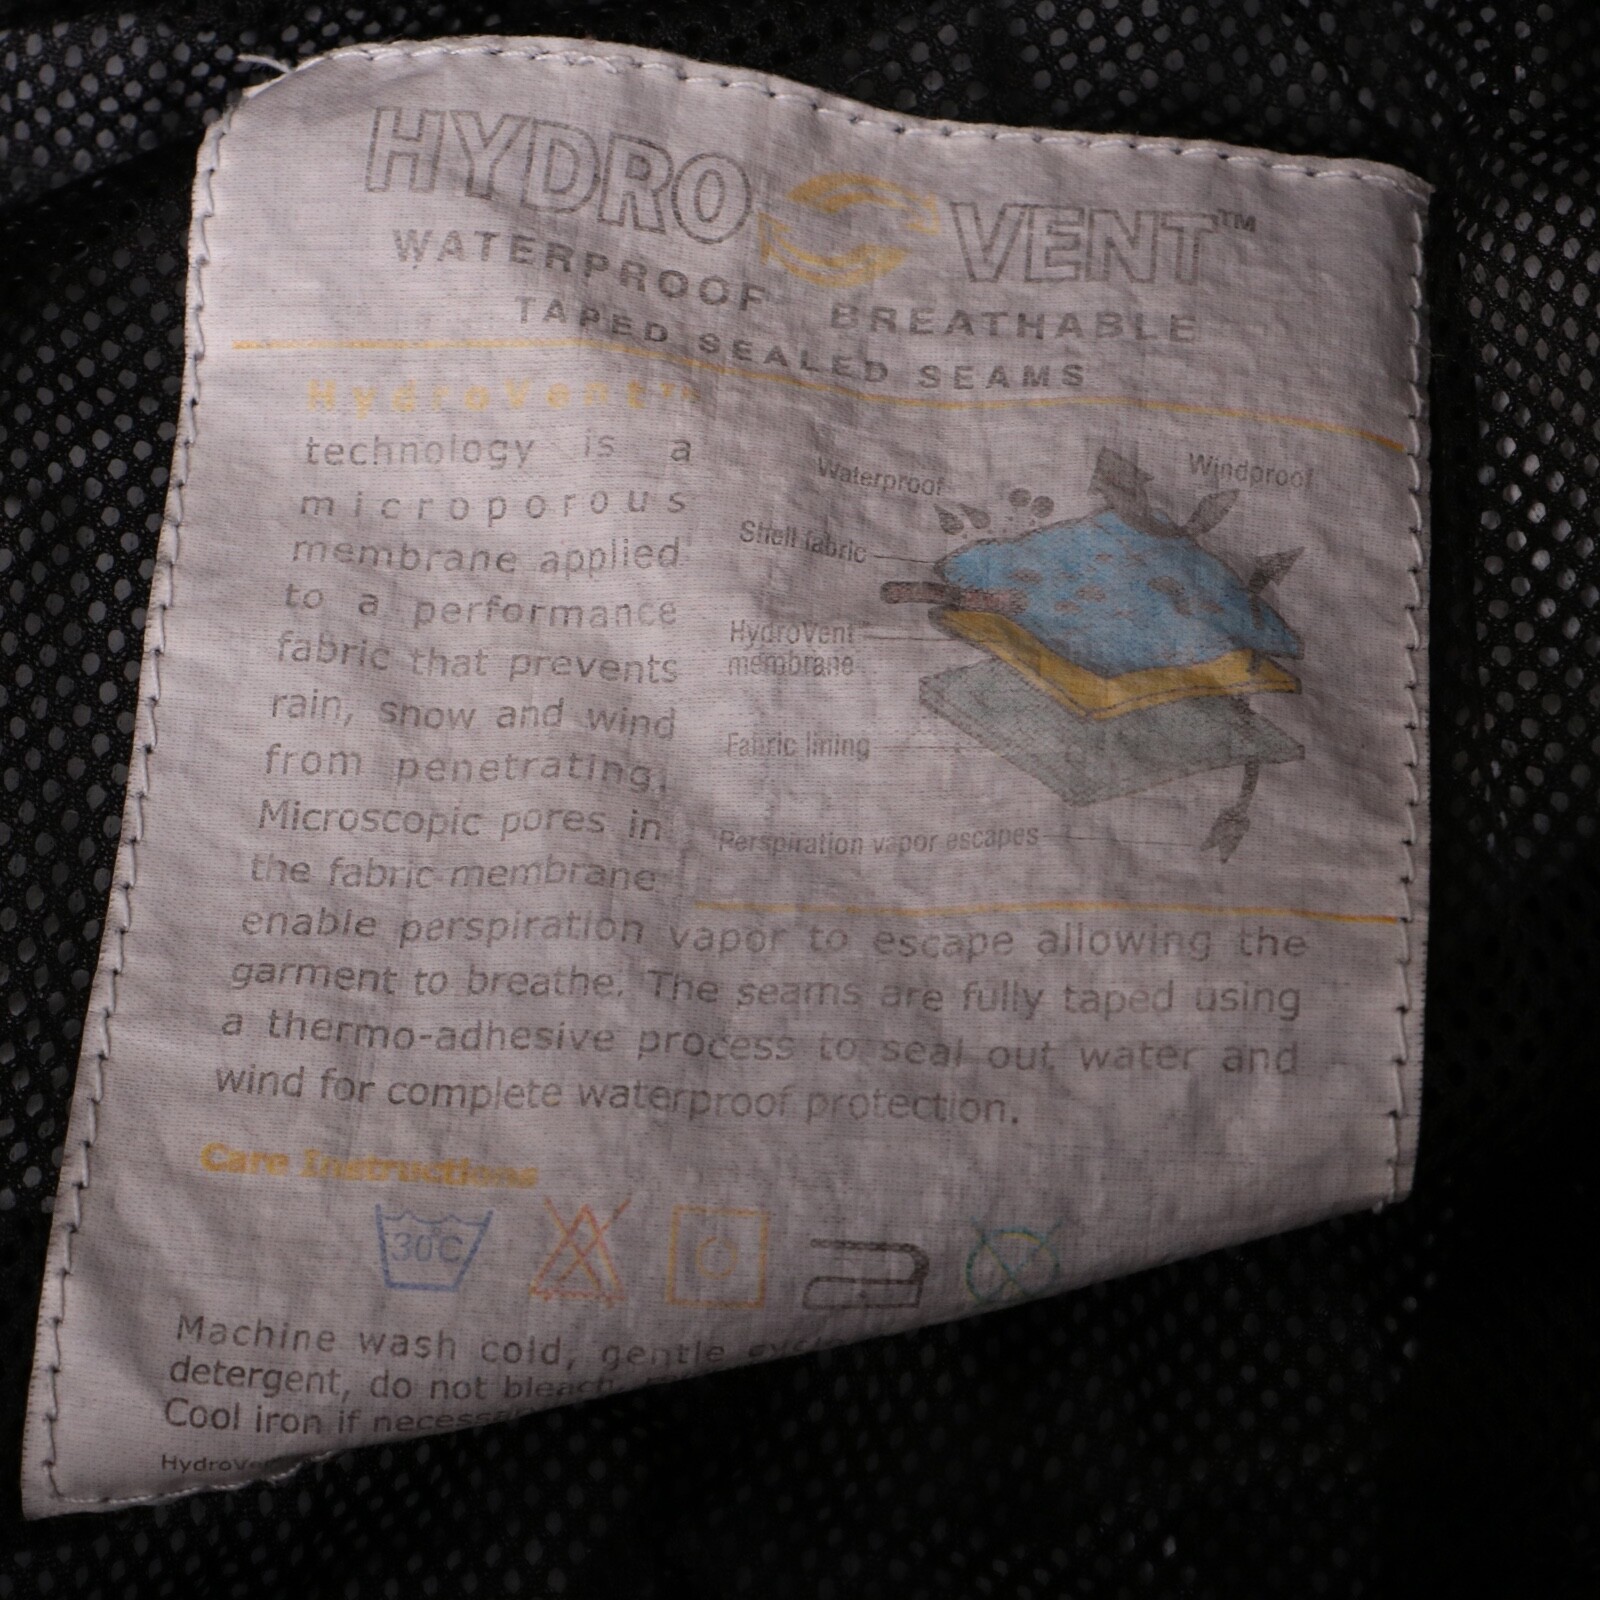 HYDRO VENT™
WATERPROOF BREATHABLE
TAPED SEALED SEAMS
HydroVent™
technology is a
microporous
membrane applied
to a performance
fabric that prevents
rain, snow and wind
from penetrating.
Microscopic pores in
the fabric membrane
enable perspiration vapor to escape allowing the
garment to breathe. The seams are fully taped using
a thermo-adhesive process to seal out water and
wind for complete waterproof protection.
Waterproof
Windproof
Shell fabric
HydroVent
membrane
Fabric lining
Perspiration vapor escapes
Care Instructions
30°C
Machine wash cold, gentle
detergent, do not bleach
Cool iron if